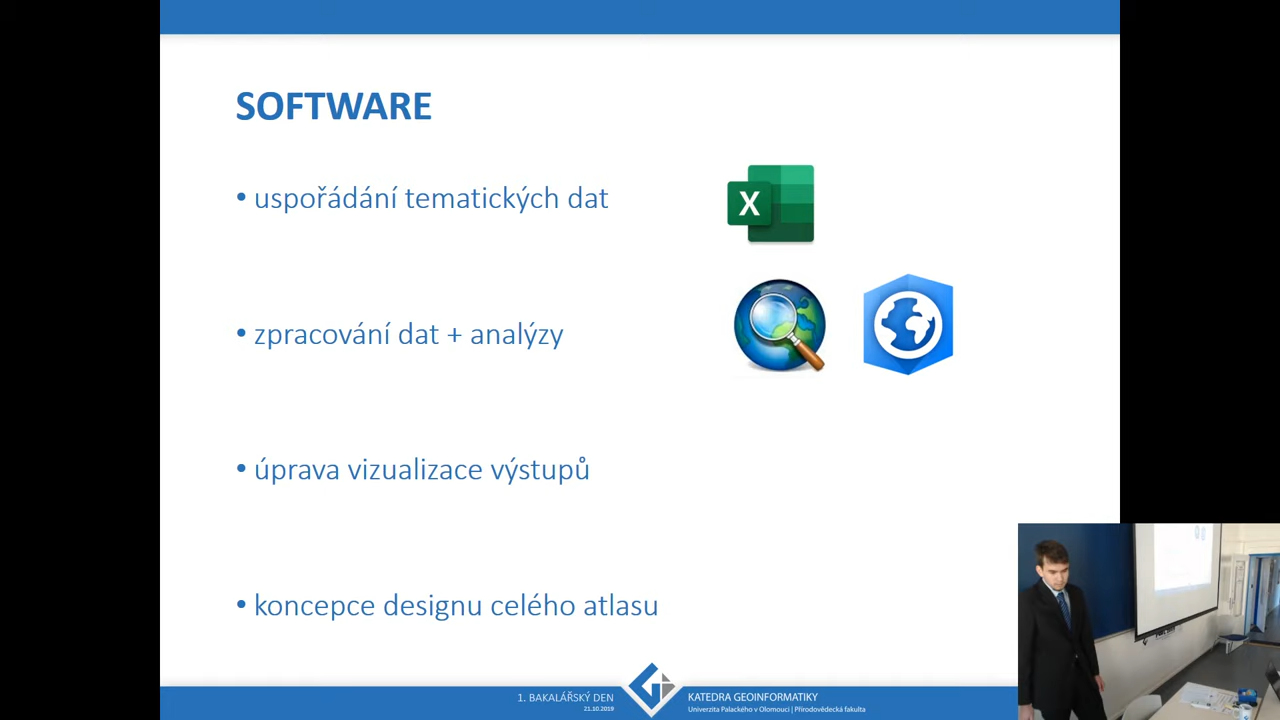 SOFTWARE
• uspořádání tematických dat
X
• zpracování dat + analýzy
• úprava vizualizace výstupů
• koncepce designu celého atlasu
1. BAKALÁŘSKÝ DEN
21.10.2019
KATEDRA GEOINFORMATIKY
Univerzita Palackého v Olomouci | Přírodovědecká fakulta